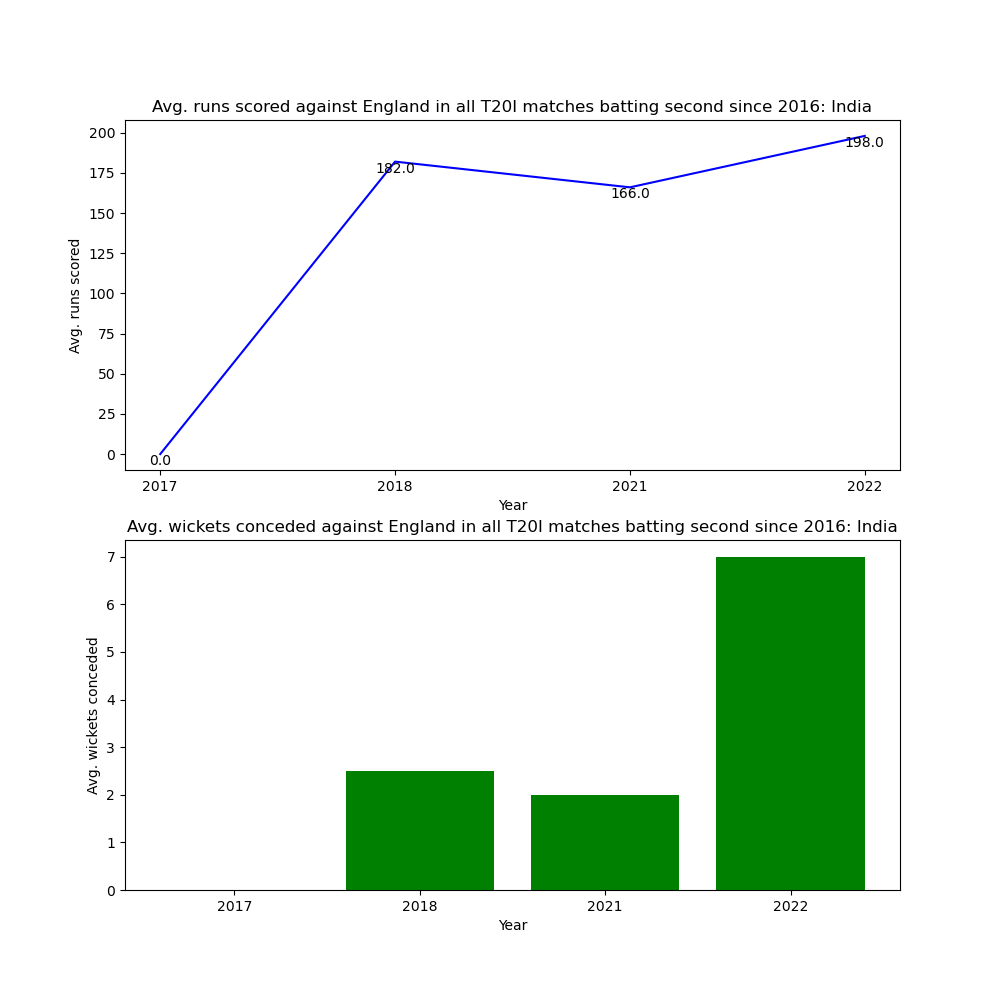 Avg. runs scored against England in all T20I matches batting second since 2016: India
200
175
150
125
100
75
50
25
0
Avg. runs scored
0.0
182.0
166.0
198.0
2017 2018 2021 2022
Year
Avg. wickets conceded against England in all T20I matches batting second since 2016: India
7
6
5
4
3
2
1
0
Avg. wickets conceded
2017 2018 2021 2022
Year